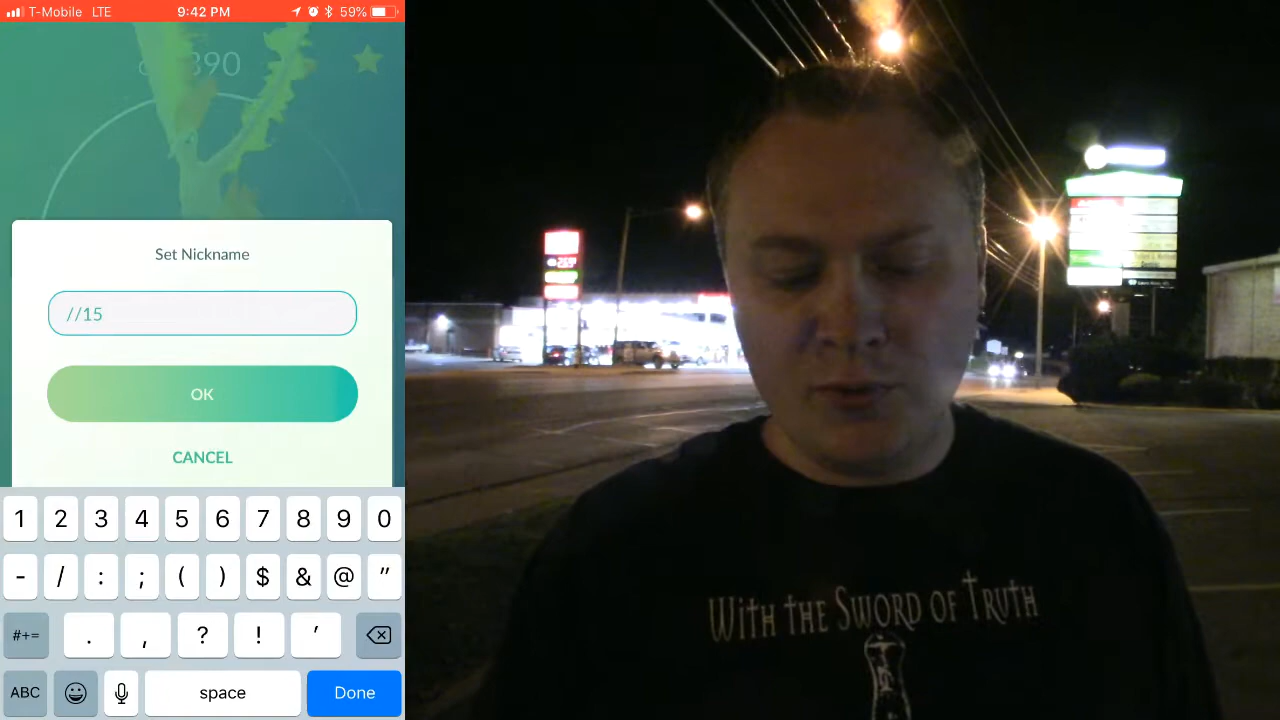 T-Mobile LTE 9:42 PM 59%
Set Nickname
//15
OK
CANCEL
1 2 3 4 5 6 7 8 9 0
- / : ; ( ) $ & @ "
#+= . , ? ! '
ABC space Done
With the Sword of Truth